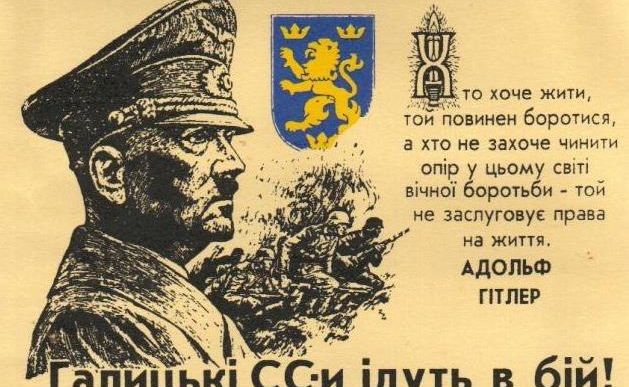 Хто хоче жити,
той повинен боротися,
а хто не захоче чинити
опір у цьому світі
вічної боротьби - той
не заслуговує права
на життя.
АДОЛЬФ
ГІТЛЕР
Галицькі СС-и ідуть в бій!